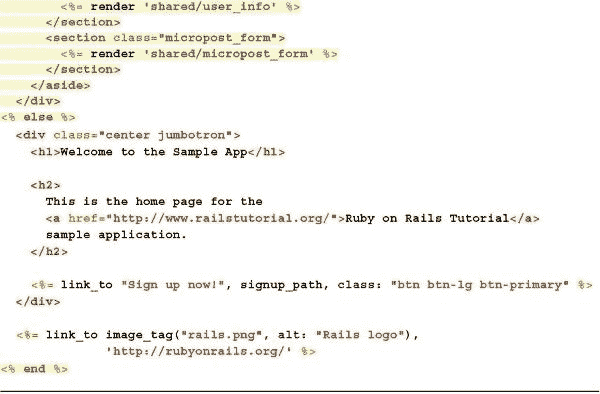 <%= render 'shared/user_info' %>
</section>
<section class="micropost_form">
<%= render 'shared/micropost_form' %>
</section>
</aside>
</div>
<% else %>
<div class="center jumbotron">
<h1>Welcome to the Sample App</h1>
<h2>
This is the home page for the
<a href="http://www.railstutorial.org/">Ruby on Rails Tutorial</a>
sample application.
</h2>
<%= link_to "Sign up now!", signup_path, class: "btn btn-lg btn-primary" %>
</div>
<%= link_to image_tag("rails.png", alt: "Rails logo"),
'http://rubyonrails.org/' %>
<% end %>